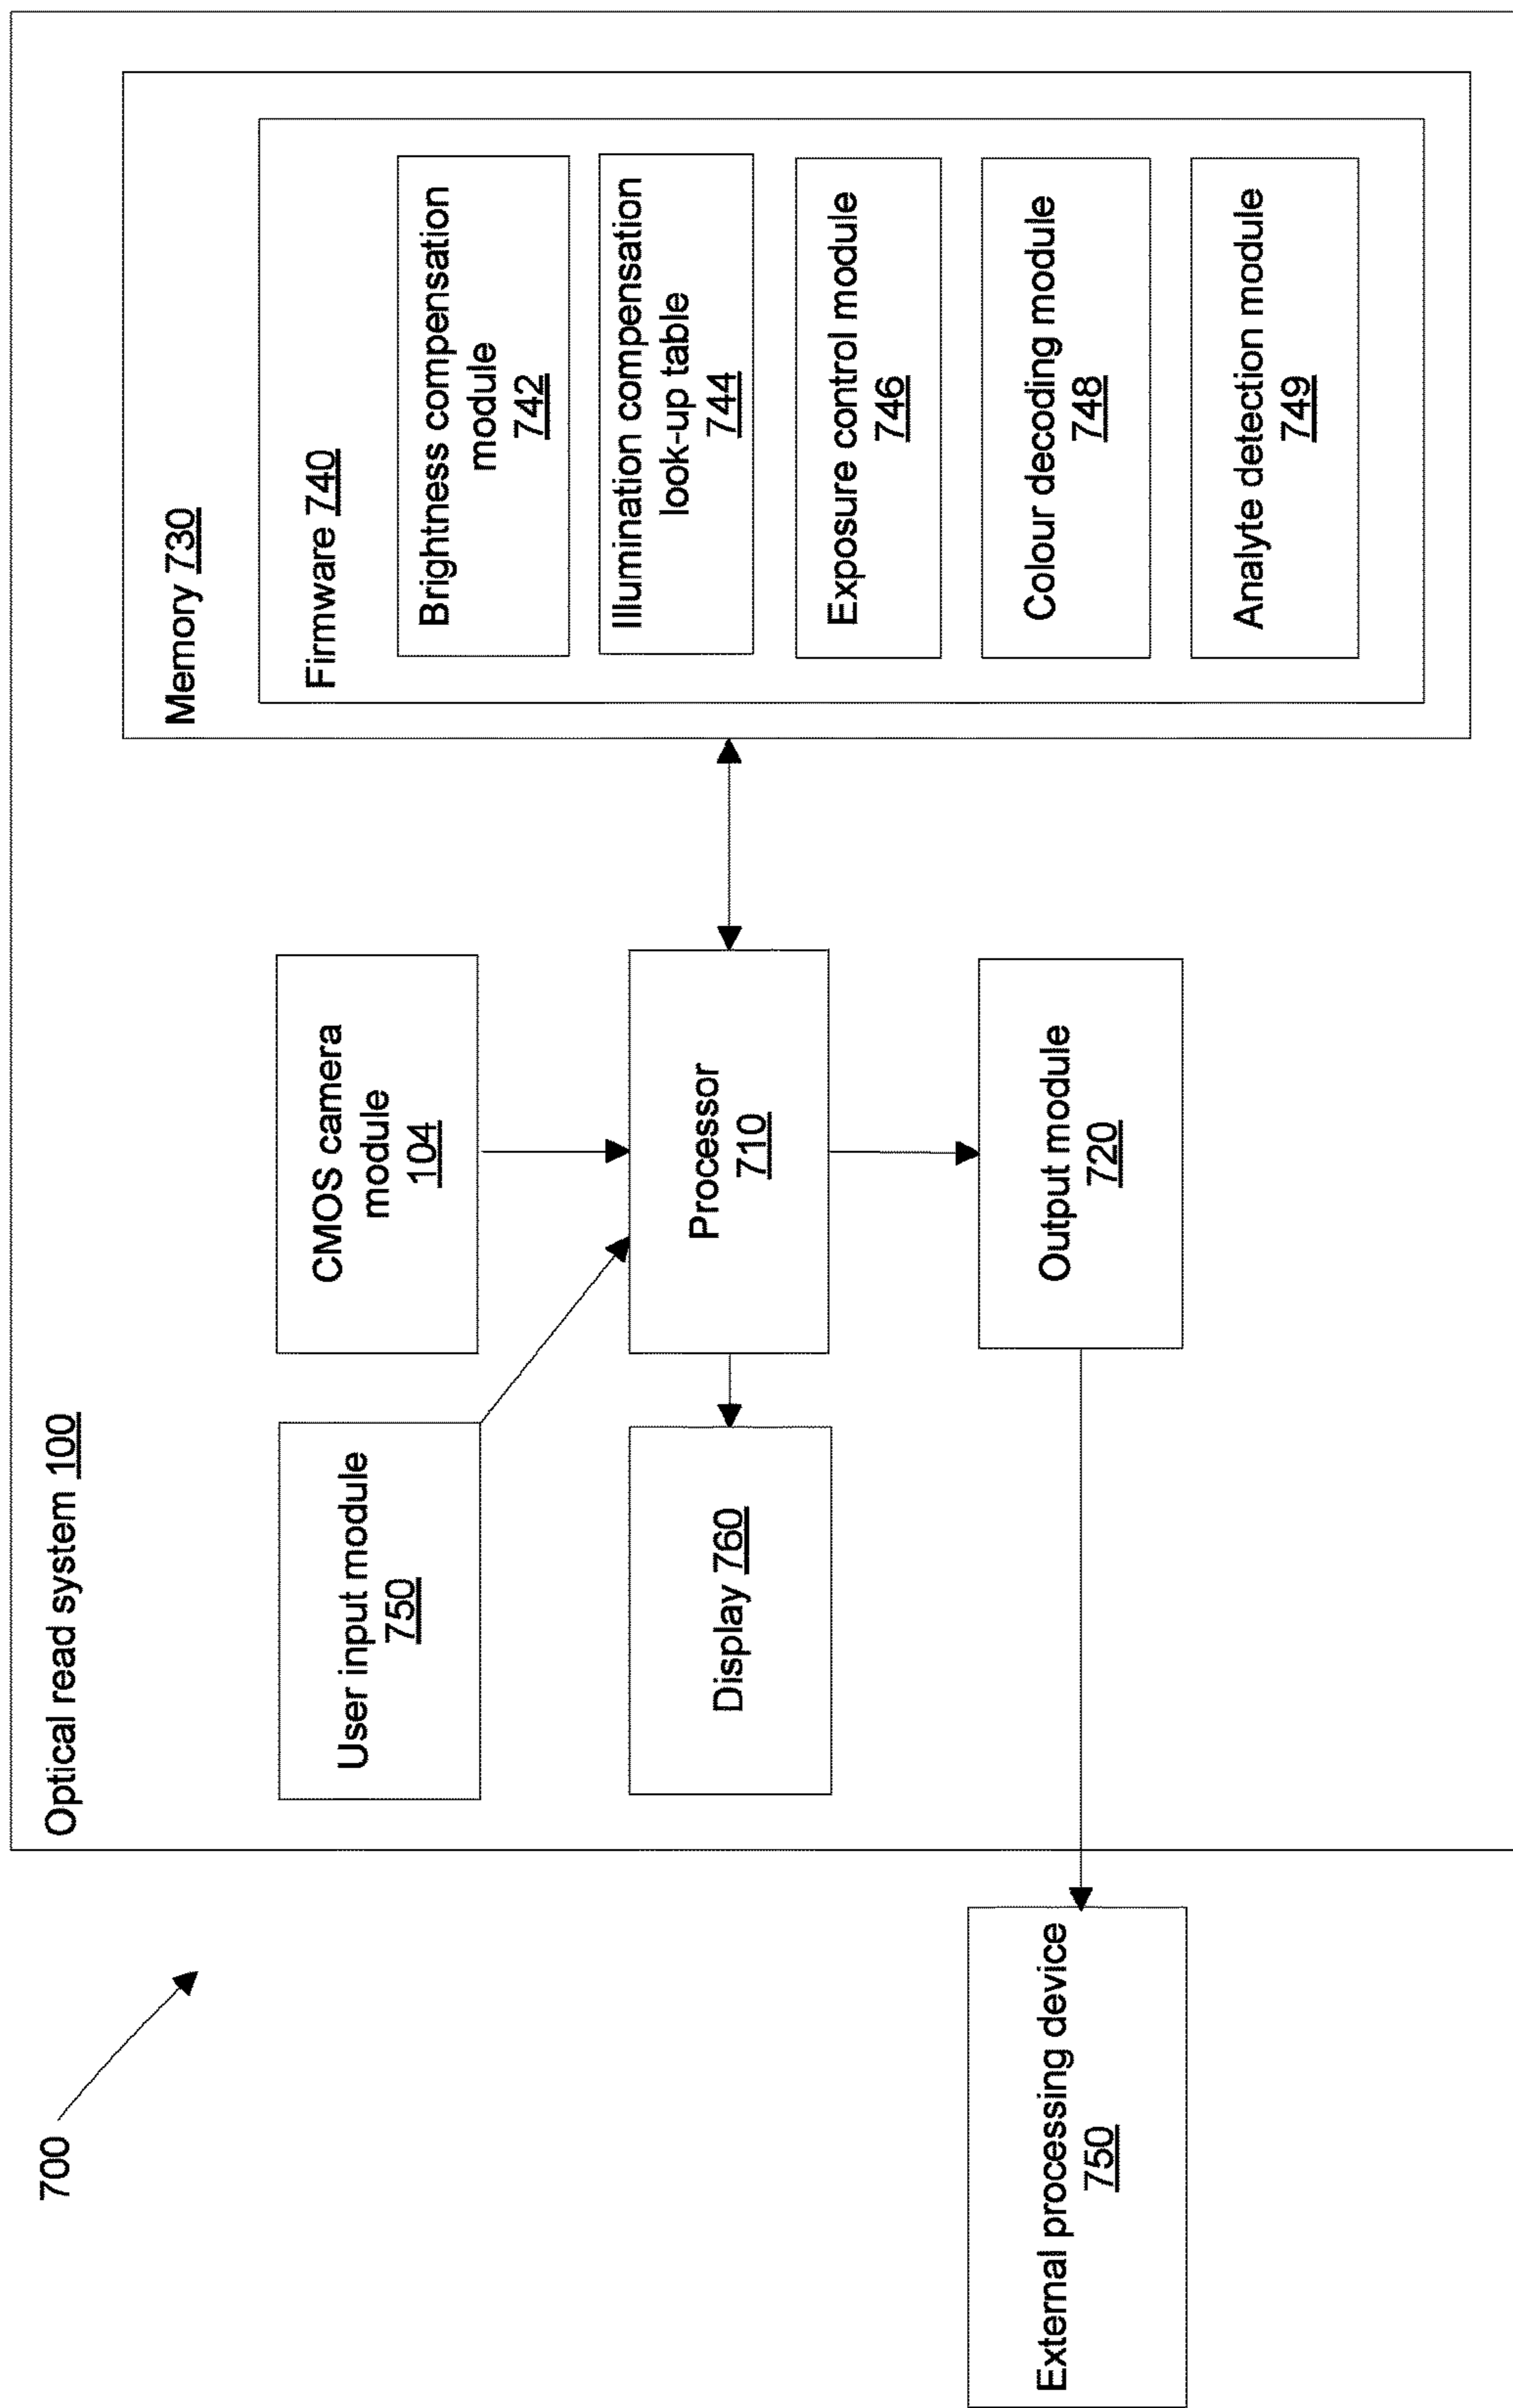 700
Optical read system 100
User input module
750
CMOS camera
module
104
Display 760
Processor
710
External processing device
750
Output module
720
Memory 730
Firmware 740
Brightness compensation
module
742
Illumination compensation
look-up table
744
Exposure control module
746
Colour decoding module
748
Analyte detection module
749